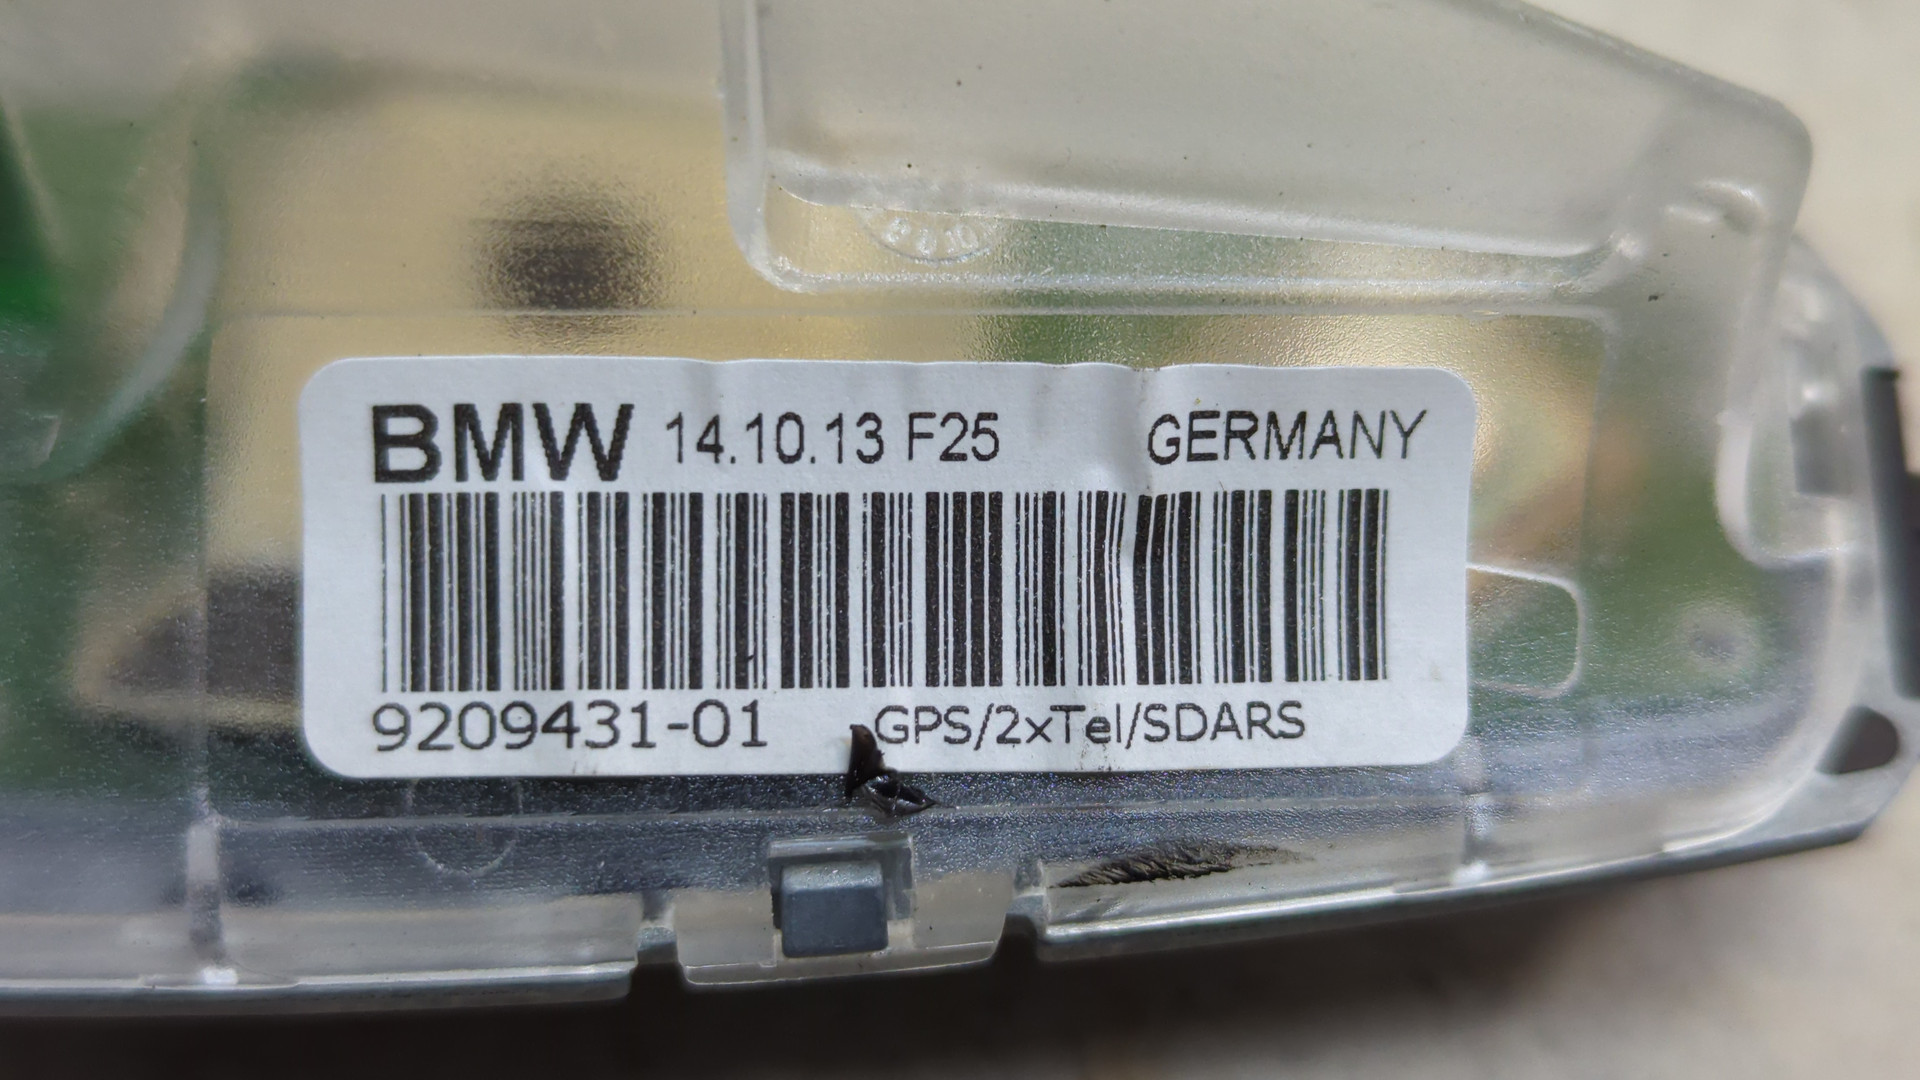 BMW 14.10.13 F25 GERMANY
9209431-01 GPS/2xTel/SDARS